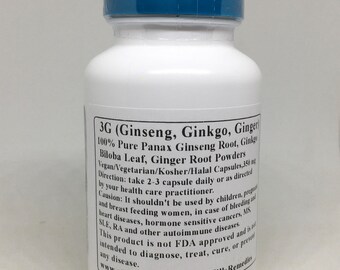 3G (Ginseng, Ginkgo, Ginger)
100% Pure Panax Ginseng Root, Ginkgo
Biloba Leaf, Ginger Root Powders
Vegan/Vegetarian/Kosher/Halal Capsules,350 mg
Direction: take 2-3 capsule daily or as directed
by your health care practitioner.
Causion: It shouldn't be used by children, pregnant
and breast feeding women, in case of bleeding and
heart diseases, hormone sensitive cancers, MS,
SLE, RA and other autoimmune diseases.
This product is not FDA approved and is not
intended to diagnose, treat, cure, or prevent
any disease.
Remedies